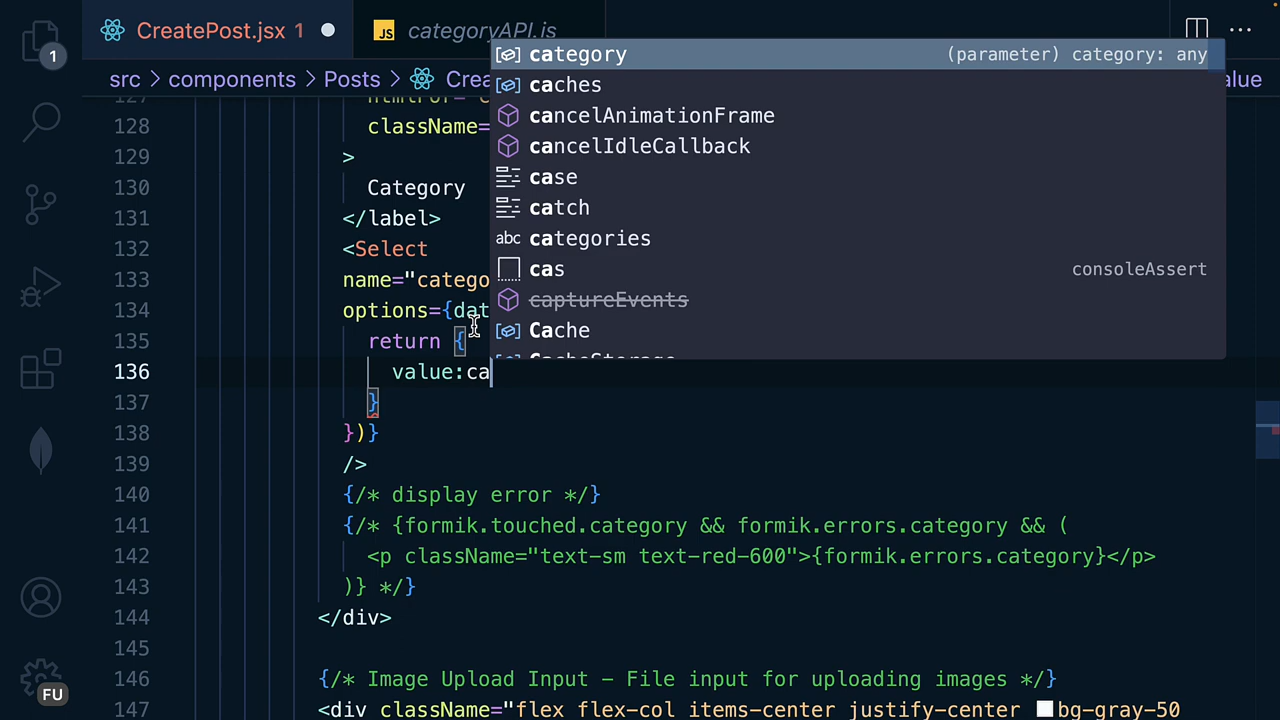 CreatePost.jsx 1
JS categoryAPI.js
1
src > components > Posts > Crea
alue
category (parameter) category: any
caches
cancelAnimationFrame
cancelIdleCallback
case
catch
abc categories
cas consoleAssert
captureEvents
Cache
CacheStorage
128 className=
129 >
130 Category
131 </label>
132 <Select
133 name="catego
134 options={dat
135 return {
136 value:ca
137 }
138 })}
139 />
140 {/* display error */}
141 {/* {formik.touched.category && formik.errors.category && (
142 <p className="text-sm text-red-600">{formik.errors.category}</p>
143 )} */}
144 </div>
145
146 {/* Image Upload Input – File input for uploading images */}
147 <div className="flex flex-col items-center justify-center bg-gray-50
FU